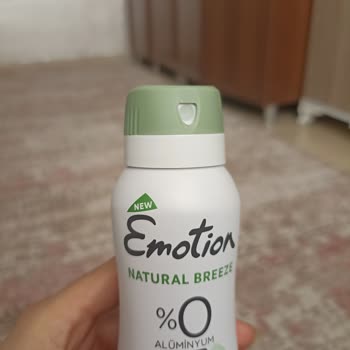 NEW
Emotion
NATURAL BREEZE
%0
ALÜMİNYUM